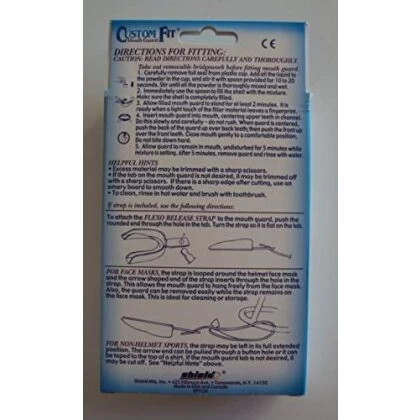 CUSTOM FIT
Mouth Guard
CE
DIRECTIONS FOR FITTING:
CAUTION: READ DIRECTIONS CAREFULLY AND THOROUGHLY
Take out removable bridgework before fitting mouth guard.
1. Carefully remove foil seal from plastic cup. Add all the liquid to
the powder in the cup, and stir it with spoon provided for 10 to 20
seconds. Stir until all the powder is thoroughly mixed and wet.
2. Immediately use the spoon to fill the shell with the mixture.
Make sure the shell is completely filled.
3. Allow filled mouth guard to stand for at least 2 minutes. It is
ready when a light touch of the filler material leaves a fingerprint.
4. Insert mouth guard into mouth, centering upper teeth in channel.
Do this slowly and carefully - do not rush. When guard is centered,
push the back of the guard up over back teeth; then push the front up
over the front teeth. Close mouth gently to a comfortable position.
Do not bite down hard.
5. Allow guard to remain in mouth, undisturbed for 5 minutes while
mixture is setting. After 5 minutes, remove guard and rinse with water.
HELPFUL HINTS
• Excess material may be trimmed with a sharp scissors.
• If the tab on the mouth guard is not desired, it may be trimmed off
with a sharp scissors. If there is a sharp edge after cutting, use an
emery board to smooth down.
• To clean, rinse in hot water and brush with toothbrush.
If strap is included, use the following directions:
To attach the FLEXO RELEASE STRAP to the mouth guard, push the
rounded end through the hole in the tab. Turn the strap so it is flat on the tab.
FOR FACE MASKS, the strap is looped around the helmet face mask
and the arrow shaped end of the strap inserts through the hole in the
strap. This allows the mouth guard to hang freely from the face mask.
Also, the guard can be removed easily while the strap remains on
the face mask. This is ideal for cleaning or storage.
FOR NON-HELMET SPORTS, the strap may be left in its full extended
position. The arrow end can be pulled through a button hole or it can
be taped to the top of a shirt. If the mouth guard tab is not desired, it
may be cut off. See "Helpful Hints" above.
shield
Shield Mfg., Inc. • 425 Fillmore Ave. • Tonawanda, N.Y. 14150